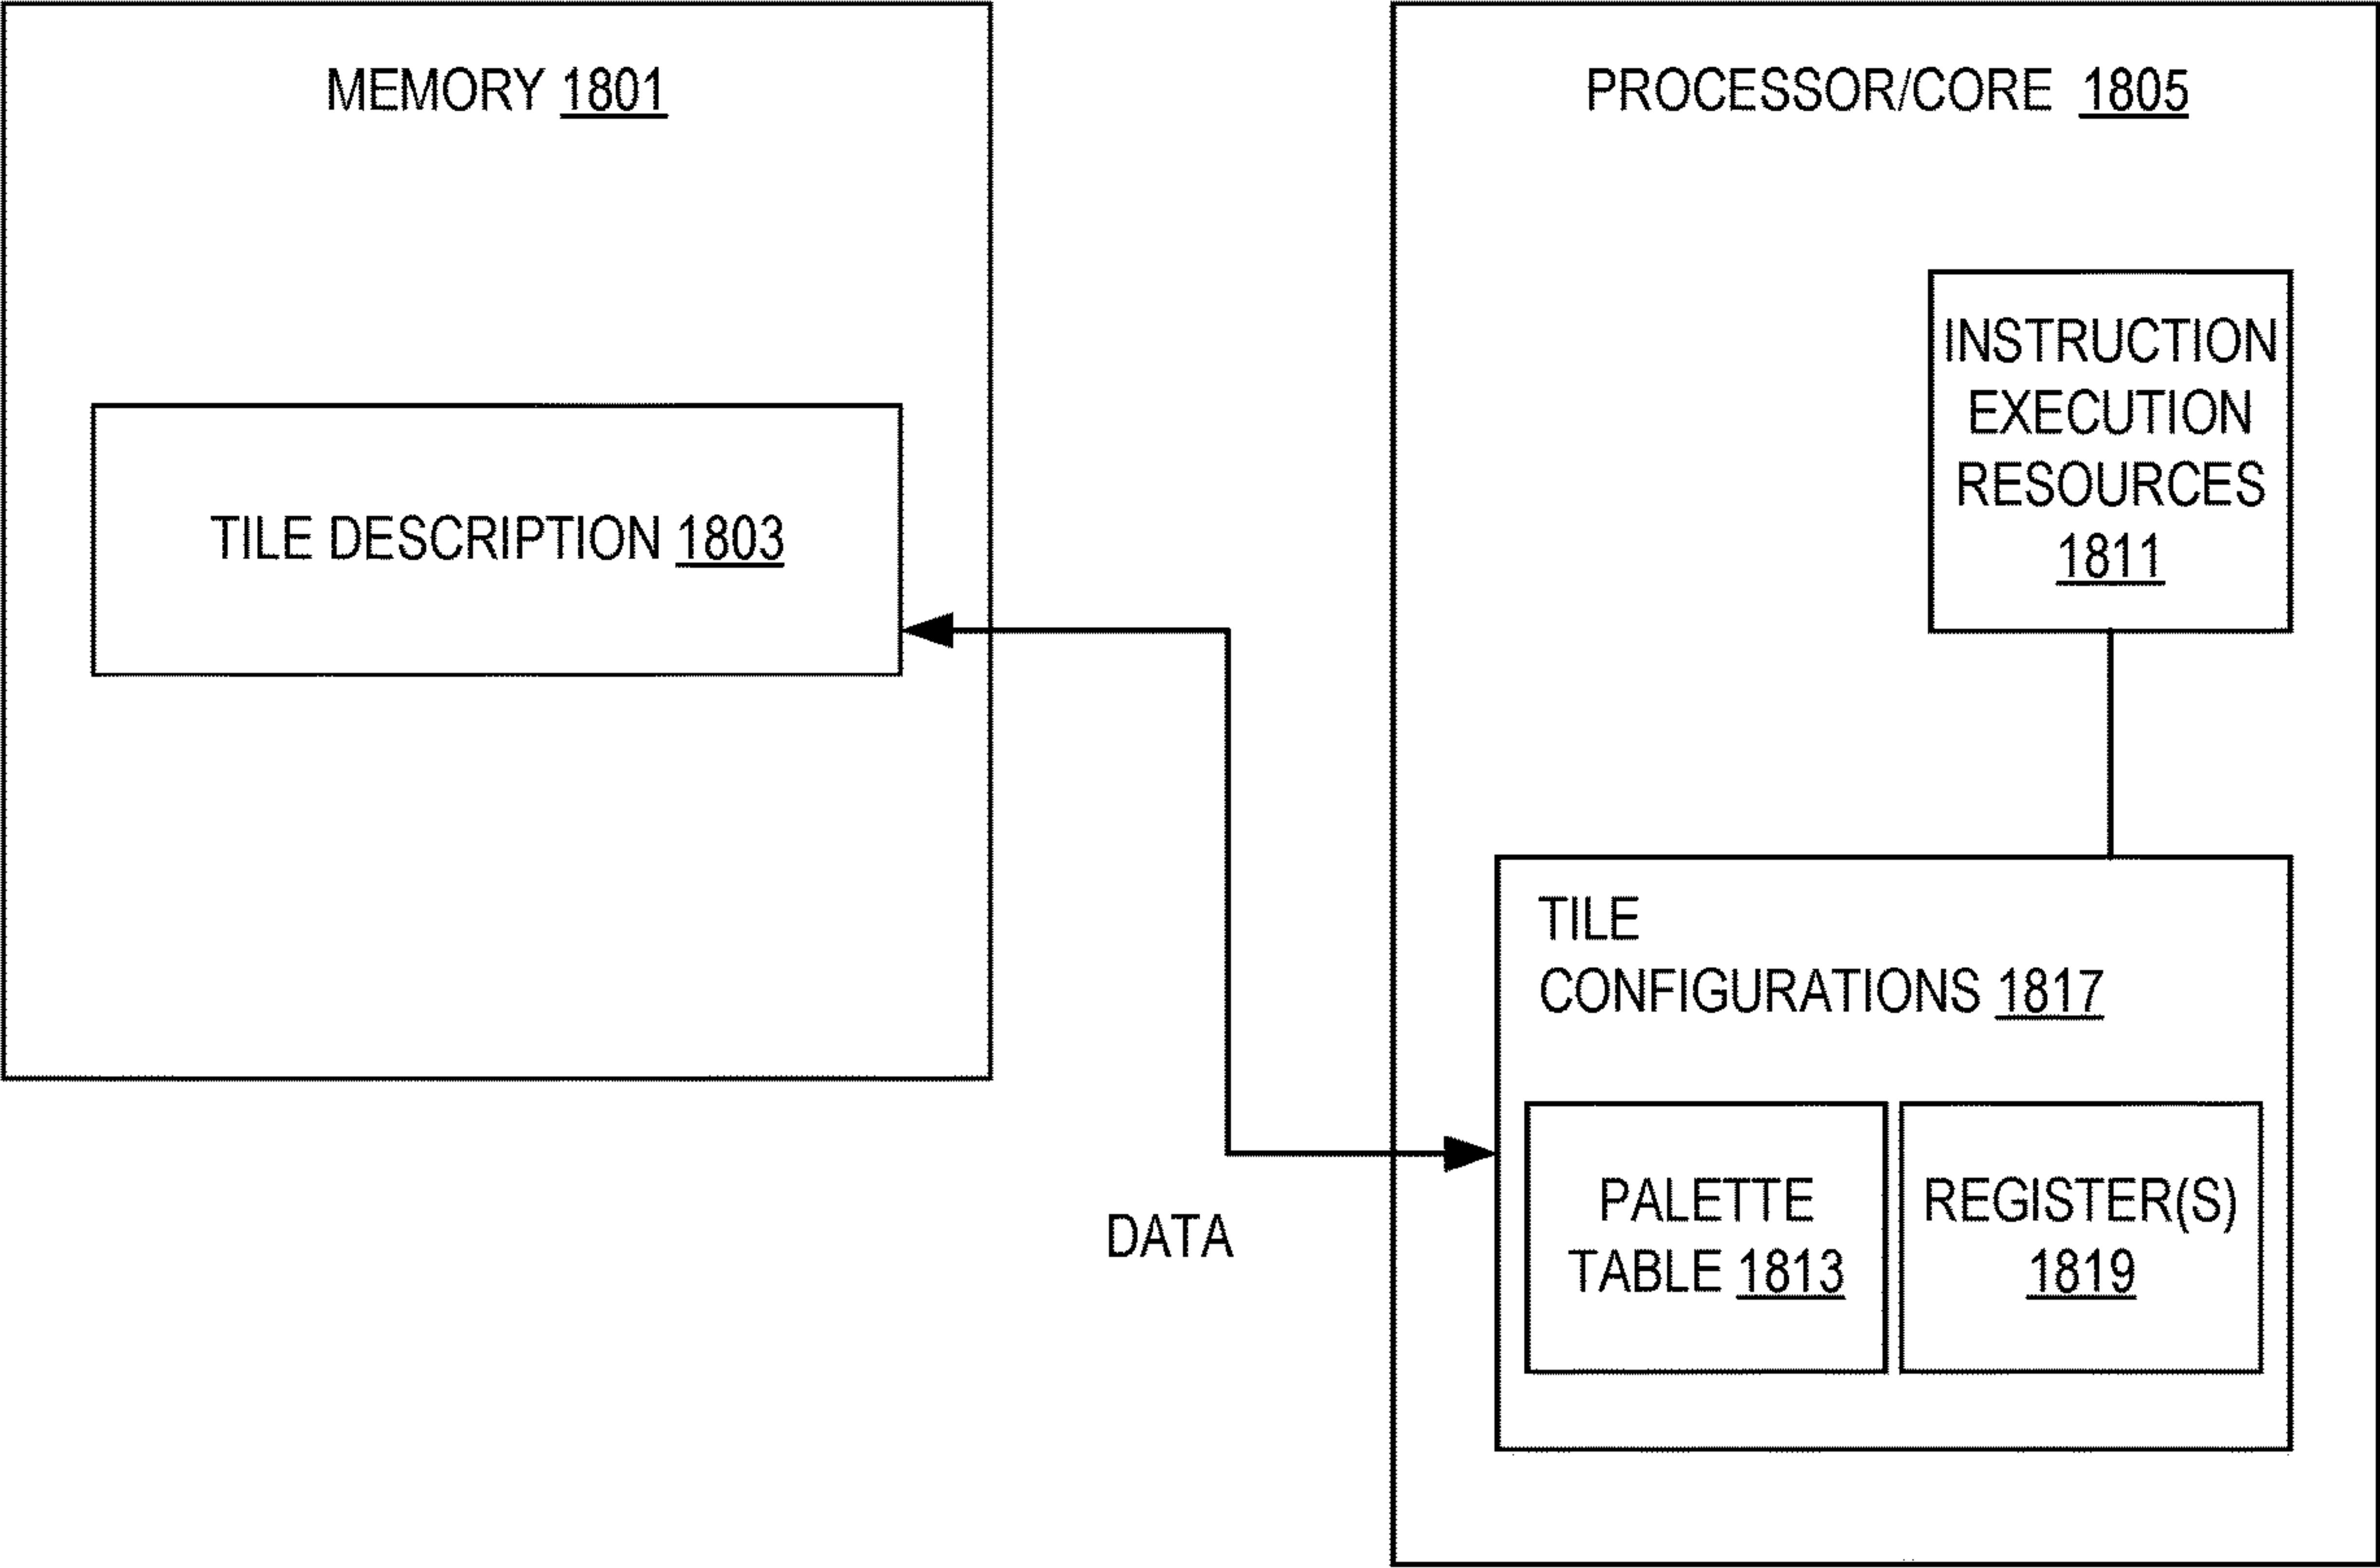 MEMORY 1801
TILE DESCRIPTION 1803
DATA
PROCESSOR/CORE 1805
INSTRUCTION
EXECUTION
RESOURCES
1811
TILE
CONFIGURATIONS 1817
PALETTE
TABLE 1813
REGISTER(S)
1819